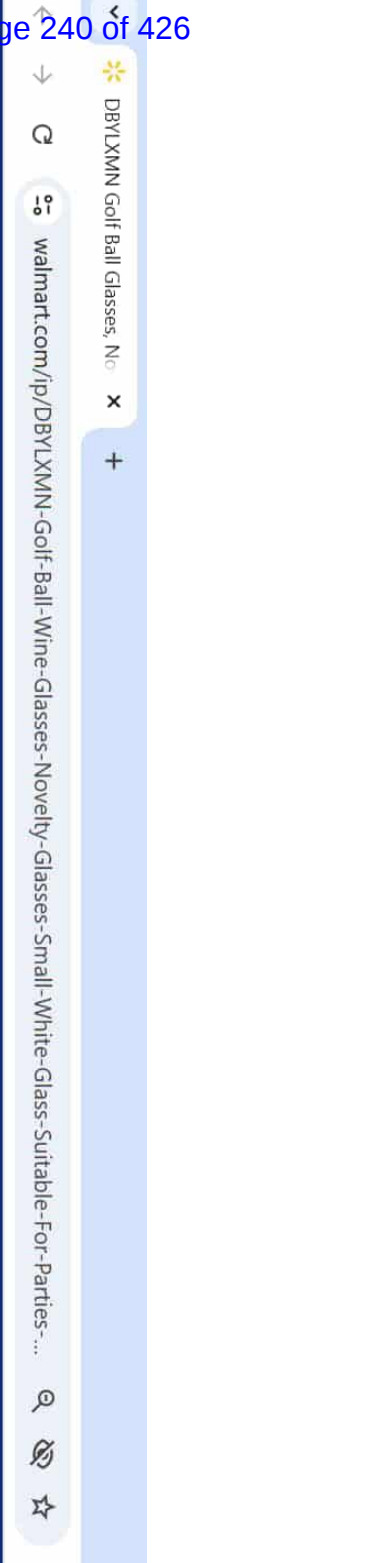 ge 240 of 426
DBYLXMN Golf Ball Glasses, No
walmart.com/ip/DBYLXMN-Golf-Ball-Wine-Glasses-Novelty-Glasses-Small-White-Glass-Suitable-For-Parties-...